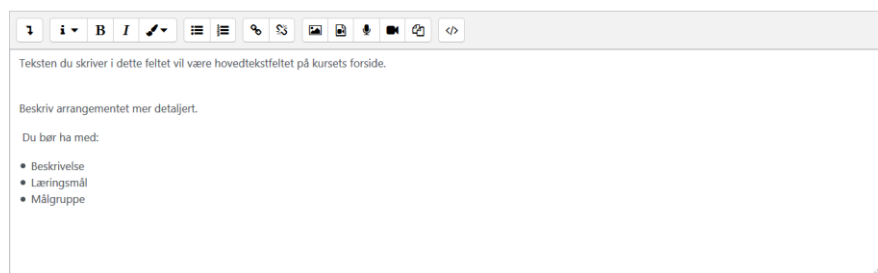 i B I
Teksten du skriver i dette feltet vil være hovedtekstfeltet på kursets forside.
Beskriv arrangementet mer detaljert.
Du bør ha med:
• Beskrivelse
• Læringsmål
• Målgruppe